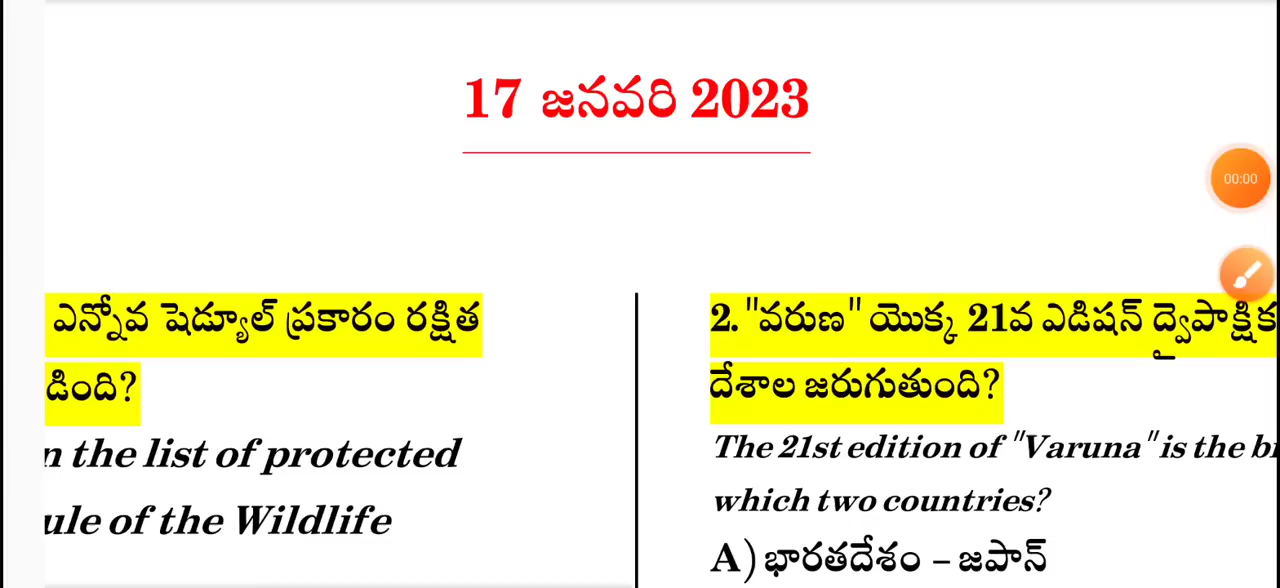 17 జనవరి 2023
00:00
ఎన్నోవ షెడ్యూల్ ప్రకారం రక్షిత
డింది?
n the list of protected
ule of the Wildlife
2. "వరుణ" యొక్క 21వ ఎడిషన్ ద్వైపాక్షిక
దేశాల జరుగుతుంది?
The 21st edition of "Varuna" is the bi
which two countries?
A) భారతదేశం – జపాన్